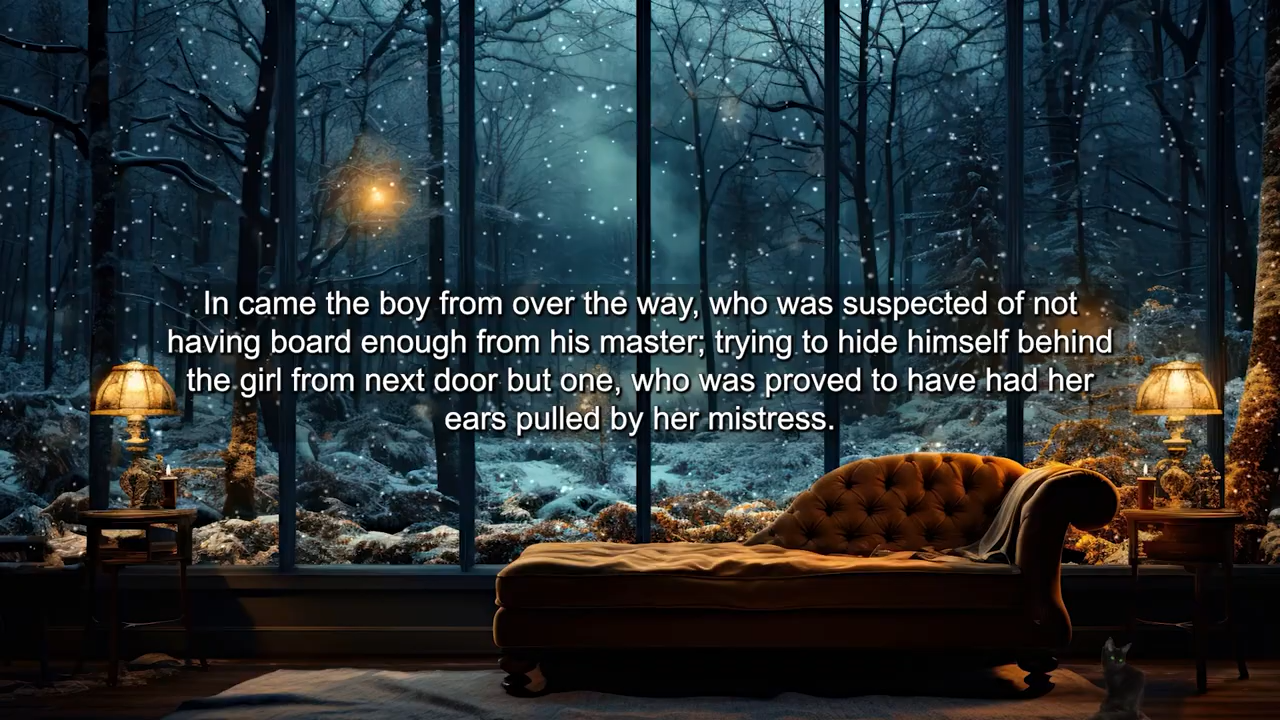 In came the boy from over the way, who was suspected of not
having board enough from his master; trying to hide himself behind
the girl from next door but one, who was proved to have had her
ears pulled by her mistress.